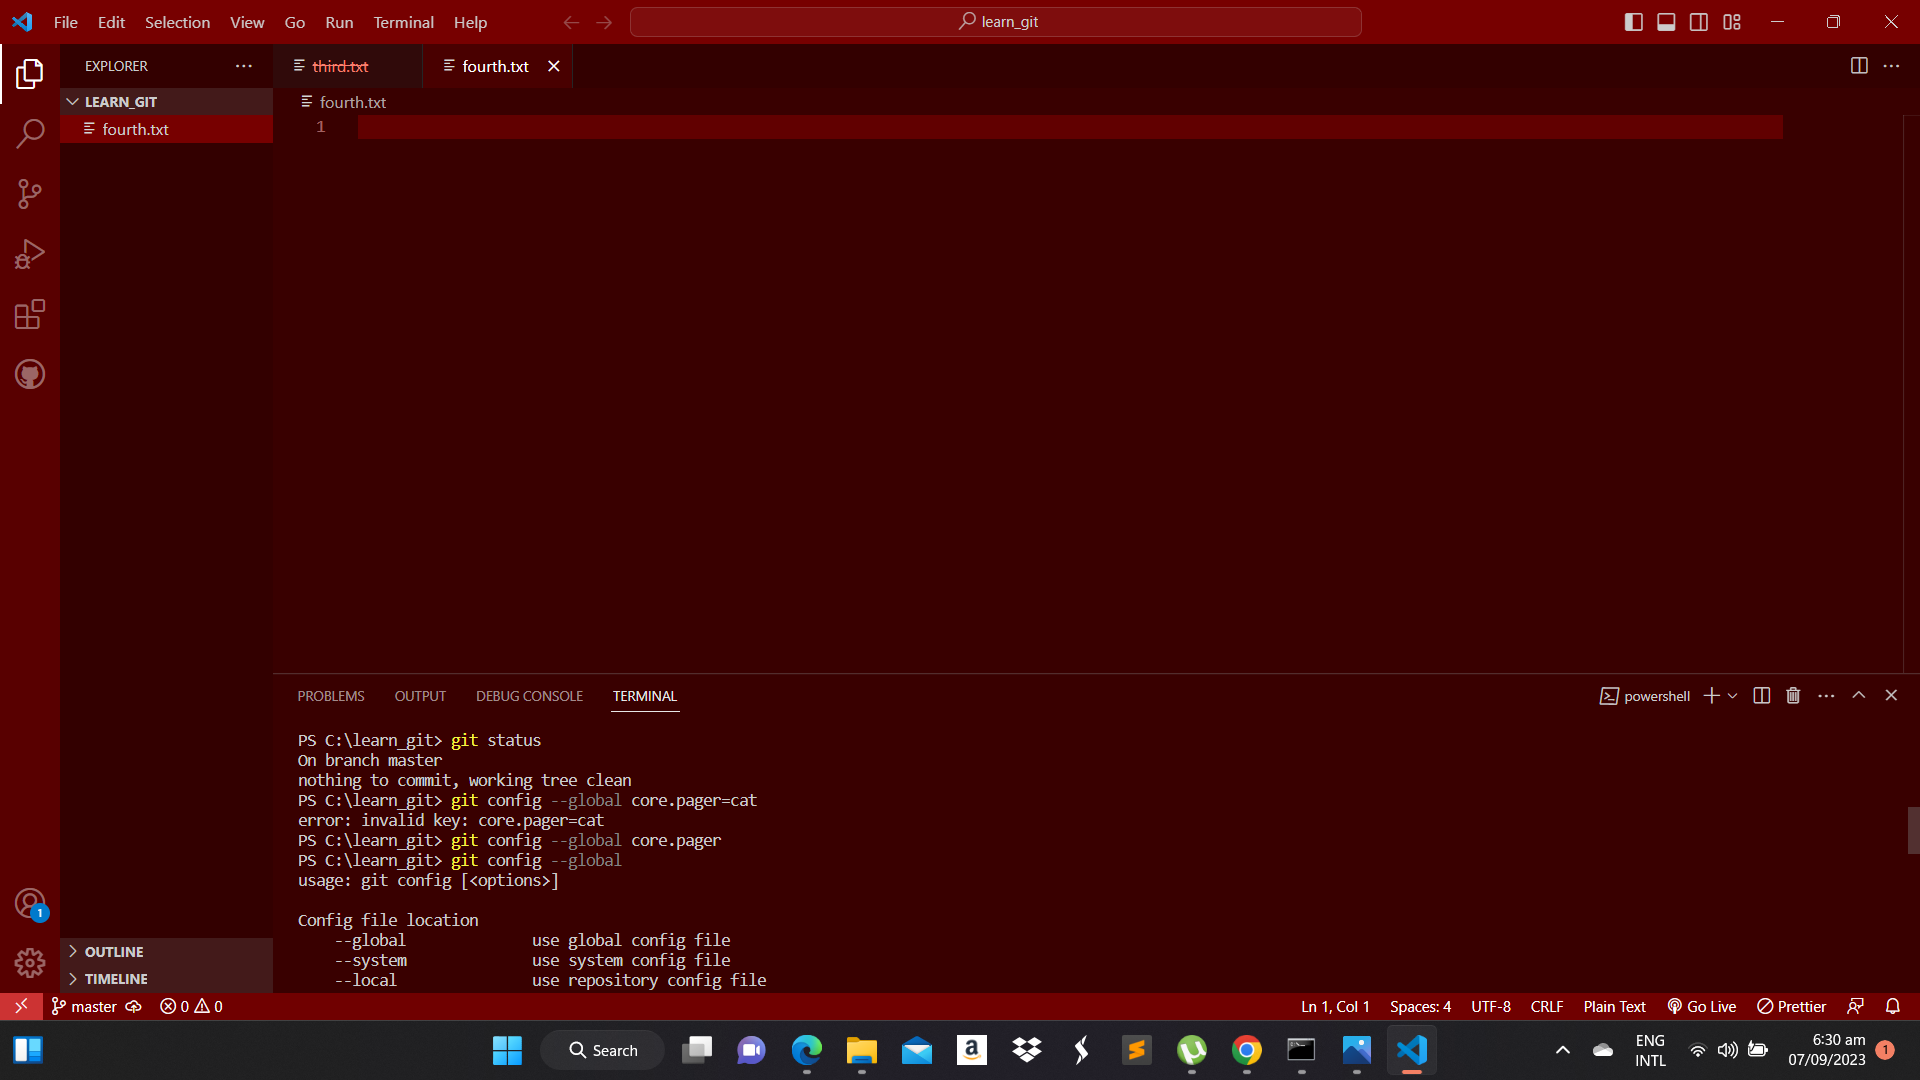 File Edit Selection View Go Run Terminal Help
learn_git
EXPLORER
third.txt
fourth.txt
LEARN_GIT
fourth.txt
fourth.txt
1
PROBLEMS OUTPUT DEBUG CONSOLE TERMINAL
powershell
PS C:\learn_git> git status
On branch master
nothing to commit, working tree clean
PS C:\learn_git> git config --global core.pager=cat
error: invalid key: core.pager=cat
PS C:\learn_git> git config --global core.pager
PS C:\learn_git> git config --global
usage: git config [<options>]
Config file location
--global use global config file
--system use system config file
--local use repository config file
1
OUTLINE
TIMELINE
master 0 0
Ln 1, Col 1 Spaces: 4 UTF-8 CRLF Plain Text Go Live Prettier
Search
a
S
ENG
INTL
6:30 am
07/09/2023
1